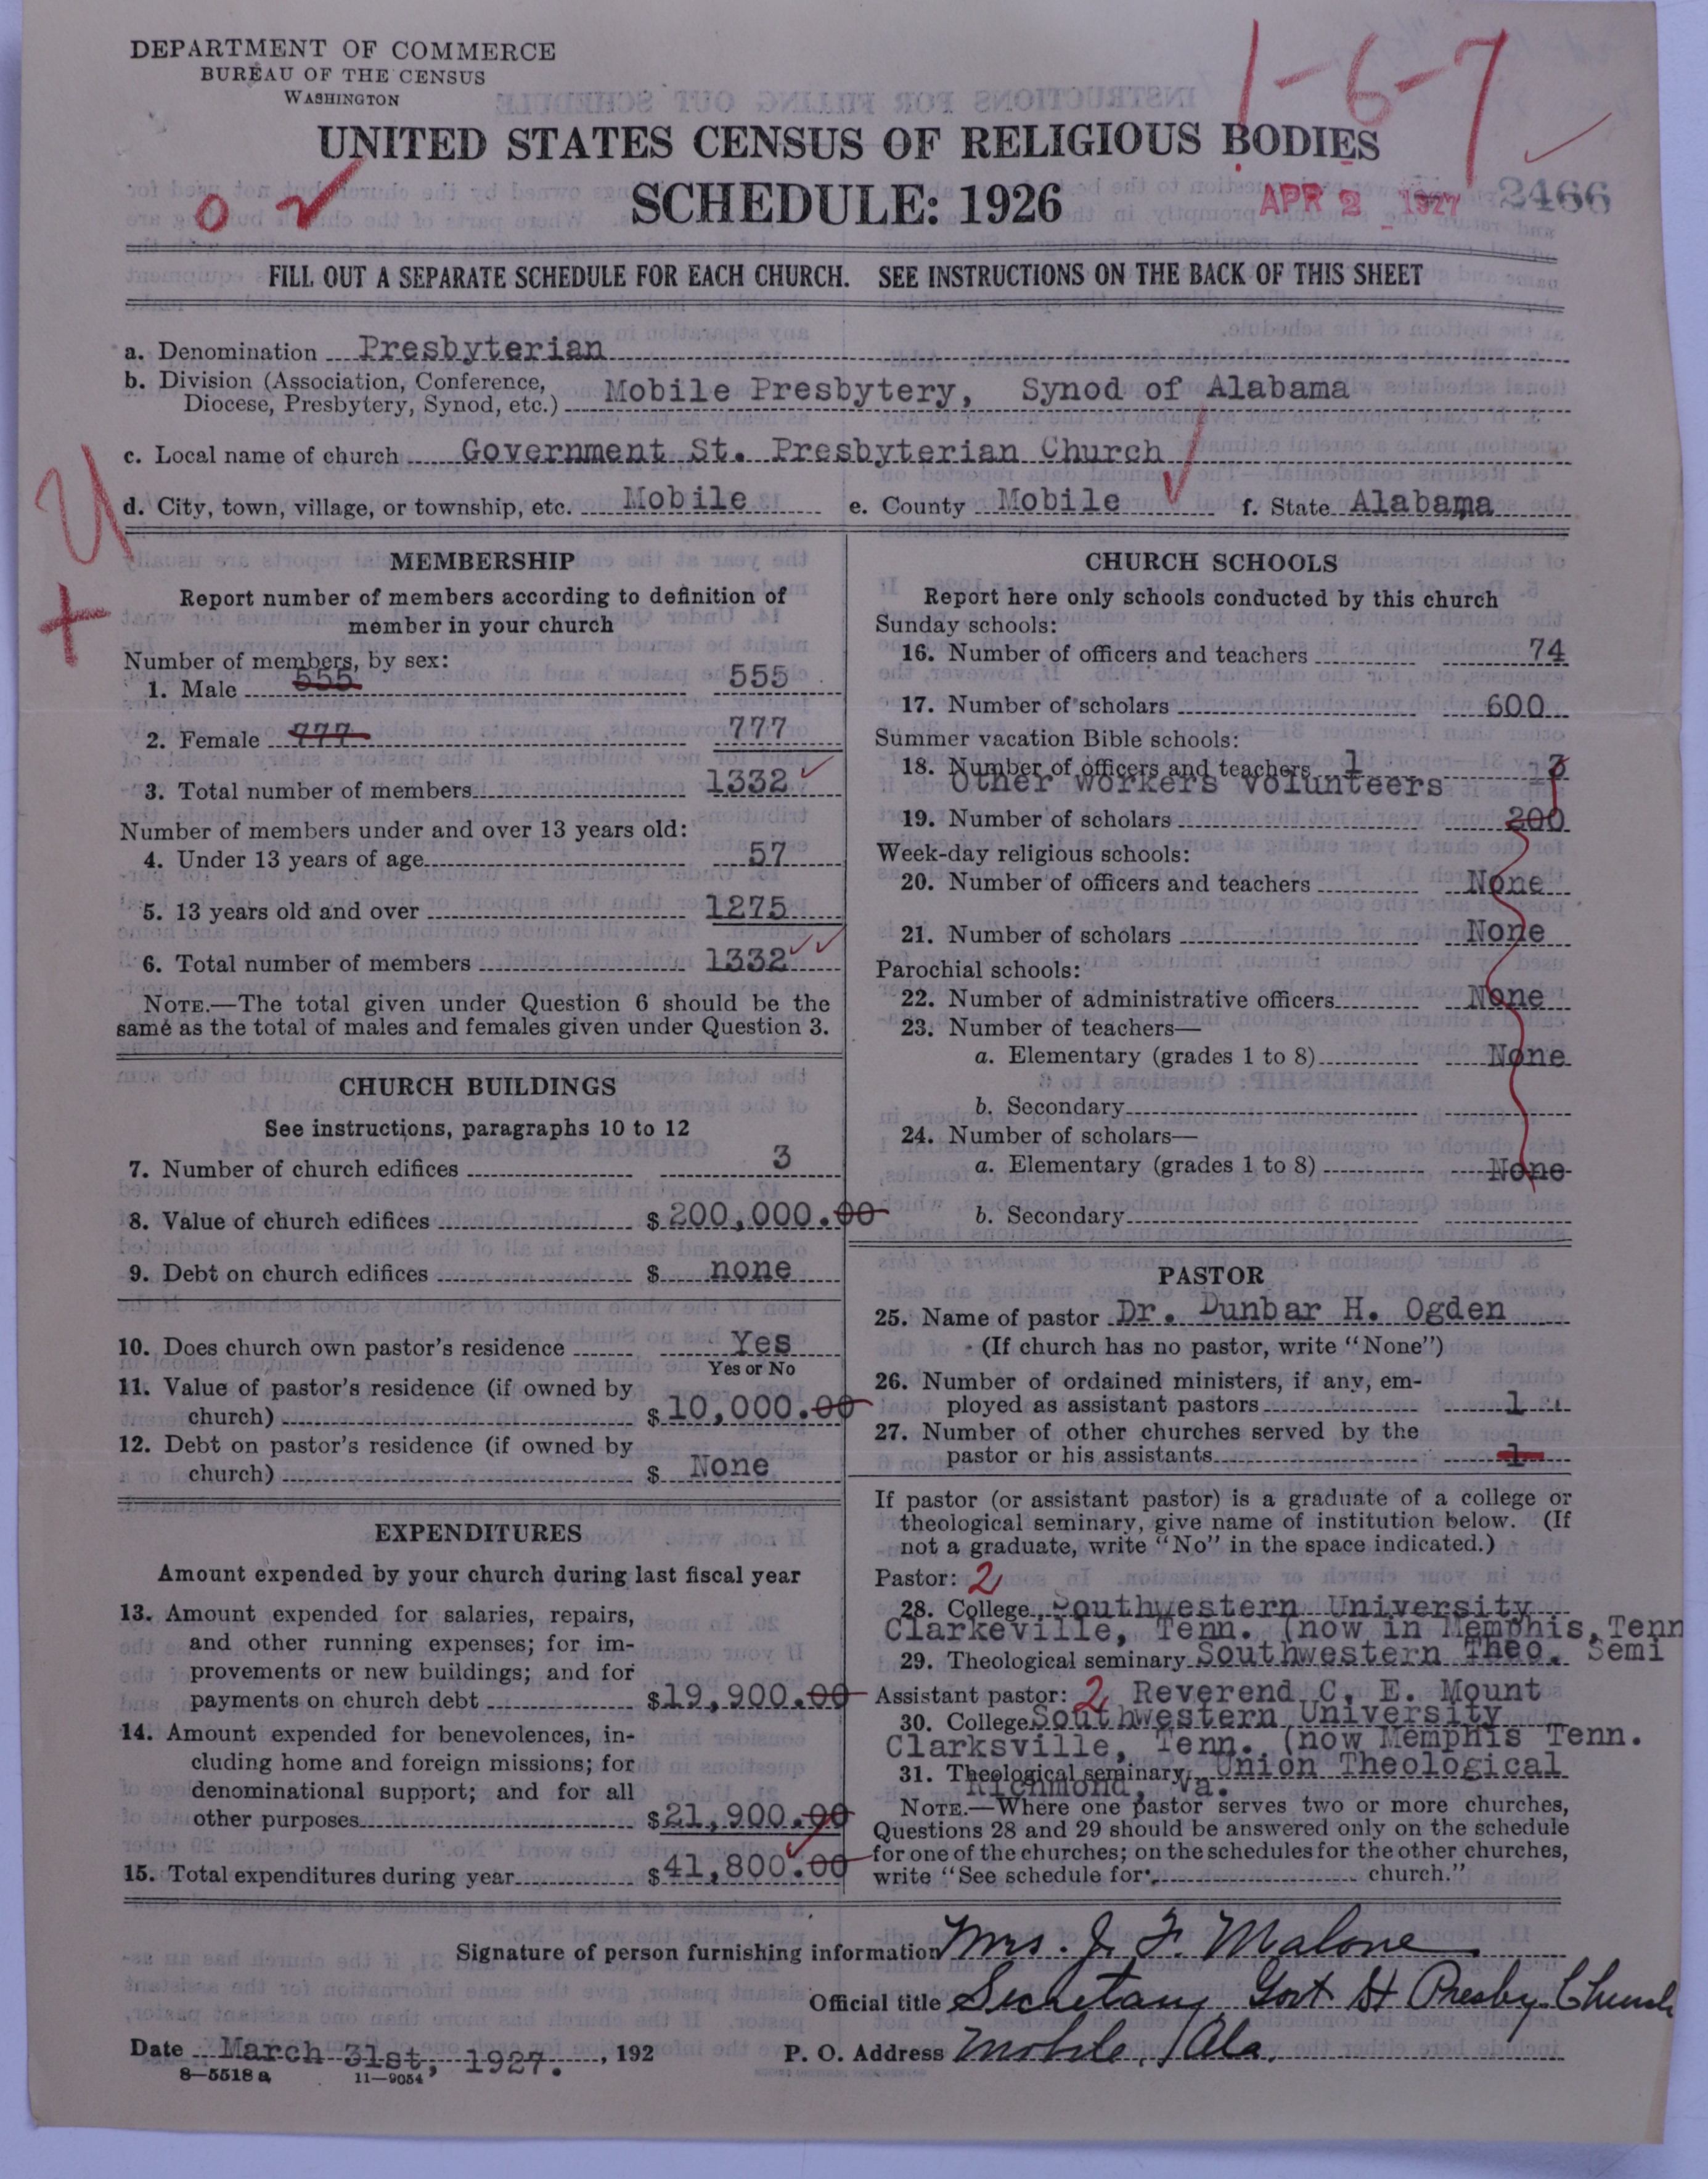 DEPARTMENT OF COMMERCE
BUREAU OF THE CENSUS
WASHINGTON
1-6-7
UNITED STATES CENSUS OF RELIGIOUS BODIES
SCHEDULE: 1926
APR 2 1927
2466
FILL OUT A SEPARATE SCHEDULE FOR EACH CHURCH. SEE INSTRUCTIONS ON THE BACK OF THIS SHEET
a. Denomination Presbyterian
b. Division (Association, Conference,
Diocese, Presbytery, Synod, etc.) Mobile Presbytery, Synod of Alabama
c. Local name of church Government St. Presbyterian Church
d. City, town, village, or township, etc. Mobile e. County Mobile f. State Alabama
MEMBERSHIP
Report number of members according to definition of
member in your church
Number of members, by sex:
1. Male 555 555
2. Female 777 777
3. Total number of members 1332
Number of members under and over 13 years old:
4. Under 13 years of age 57
5. 13 years old and over 1275
6. Total number of members 1332
NOTE.—The total given under Question 6 should be the
same as the total of males and females given under Question 3.
CHURCH BUILDINGS
See instructions, paragraphs 10 to 12
7. Number of church edifices 3
8. Value of church edifices $200,000.00
9. Debt on church edifices $ none
10. Does church own pastor's residence Yes
Yes or No
11. Value of pastor's residence (if owned by
church) $10,000.00
12. Debt on pastor's residence (if owned by
church) $ None
EXPENDITURES
Amount expended by your church during last fiscal year
13. Amount expended for salaries, repairs,
and other running expenses; for im-
provements or new buildings; and for
payments on church debt $19,900.00
14. Amount expended for benevolences, in-
cluding home and foreign missions; for
denominational support; and for all
other purposes $21,900.00
15. Total expenditures during year $41,800.00
CHURCH SCHOOLS
Report here only schools conducted by this church
Sunday schools:
16. Number of officers and teachers 74
17. Number of scholars 600
Summer vacation Bible schools:
18. Number of officers and teachers 1
Other workers volunteers
19. Number of scholars 200
Week-day religious schools:
20. Number of officers and teachers None
21. Number of scholars None
Parochial schools:
22. Number of administrative officers None
23. Number of teachers—
a. Elementary (grades 1 to 8) None
b. Secondary
24. Number of scholars—
a. Elementary (grades 1 to 8) None
b. Secondary
PASTOR
25. Name of pastor Dr. Dunbar H. Ogden
(If church has no pastor, write "None")
26. Number of ordained ministers, if any, em-
ployed as assistant pastors 1
27. Number of other churches served by the
pastor or his assistants 1
If pastor (or assistant pastor) is a graduate of a college or
theological seminary, give name of institution below. (If
not a graduate, write "No" in the space indicated.)
Pastor: 2
28. College Southwestern University
Clarkeville, Tenn. (now in Memphis, Tenn
29. Theological seminary Southwestern Theo. Semi
Assistant pastor: 2 Reverend C. E. Mount
30. College Southwestern University
Clarksville, Tenn. (now Memphis Tenn.
31. Theological seminary Union Theological
Richmond, Va.
NOTE.—Where one pastor serves two or more churches,
Questions 28 and 29 should be answered only on the schedule
for one of the churches; on the schedules for the other churches,
write "See schedule for church."
Signature of person furnishing information Mrs. J. F. Malone
Official title Secretary Govt St Presby. Church
Date March 31st, 1927. , 192 P. O. Address Mobile, Ala.
8—5518 a 11—9054